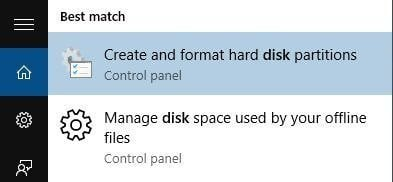 Best match
Create and format hard disk partitions
Control panel
Manage disk space used by your offline
files
Control panel